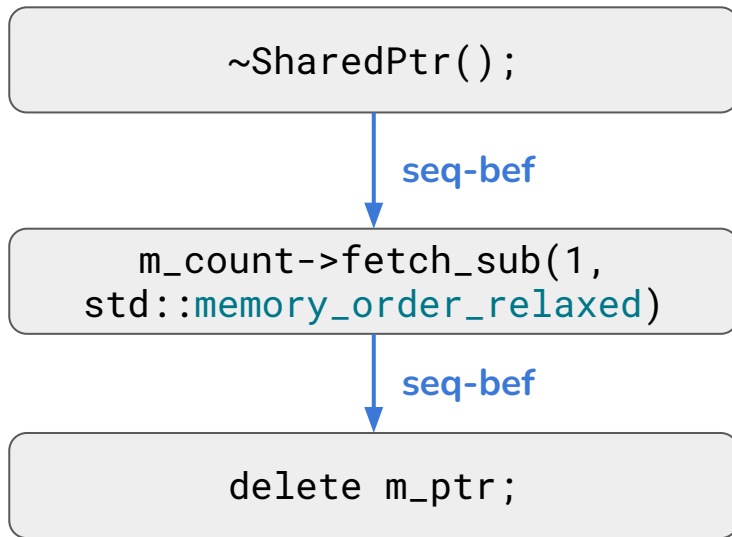 ~SharedPtr();
seq-bef
m_count->fetch_sub(1,
std::memory_order_relaxed)
seq-bef
delete m_ptr;